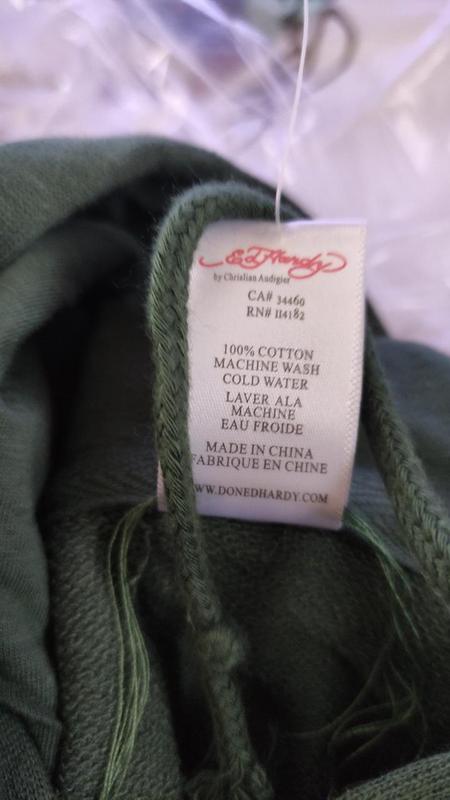 Ed Hardy
by Christian Audigier
CA# 34460
RN# 114182
100% COTTON
MACHINE WASH
COLD WATER
LAVER ALA
MACHINE
EAU FROIDE
MADE IN CHINA
FABRIQUE EN CHINE
WWW.DONEDHARDY.COM